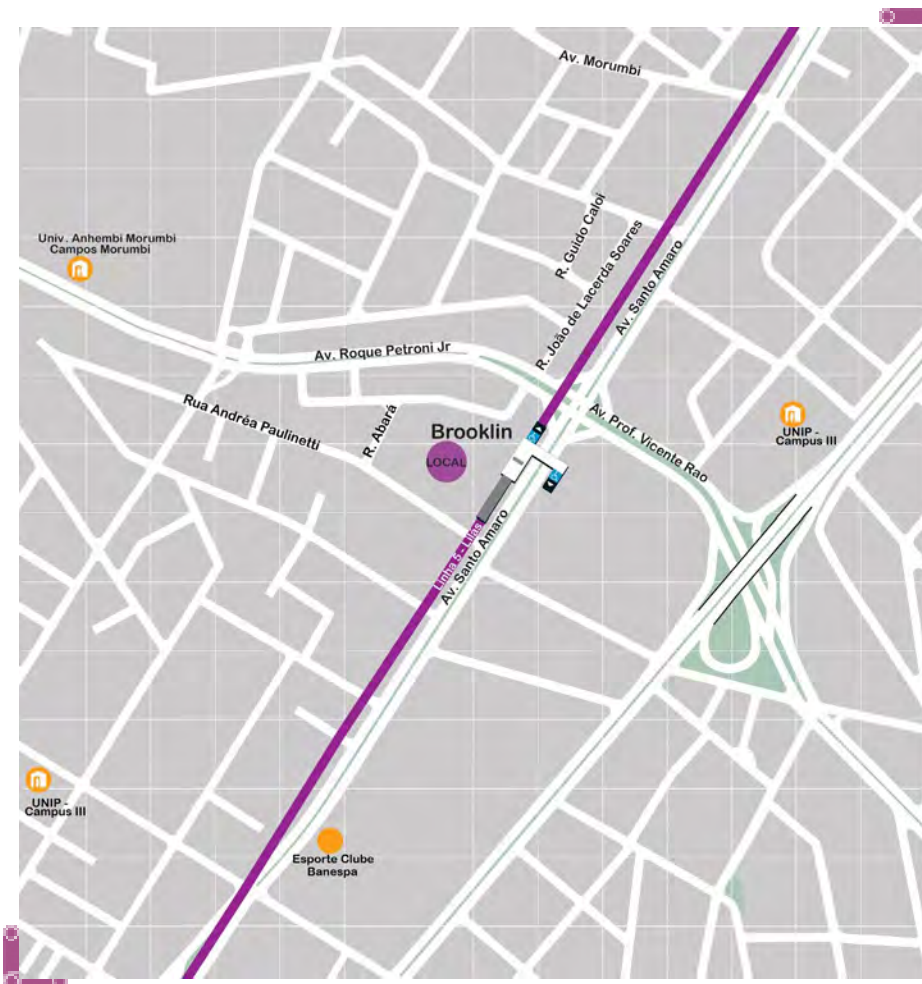 Av. Morumbi
R. Guido Caloi
R. João de Lacerda Soares
Av. Santo Amaro
Univ. Anhembi Morumbi
Campos Morumbi
Av. Roque Petroni Jr
Rua Andréa Paulinetti
R. Abará
Brooklin
LOCAL
Av. Prof. Vicente Rao
UNIP -
Campus III
Linha 5 - Lilás
Av. Santo Amaro
UNIP -
Campus III
Esporte Clube
Banespa